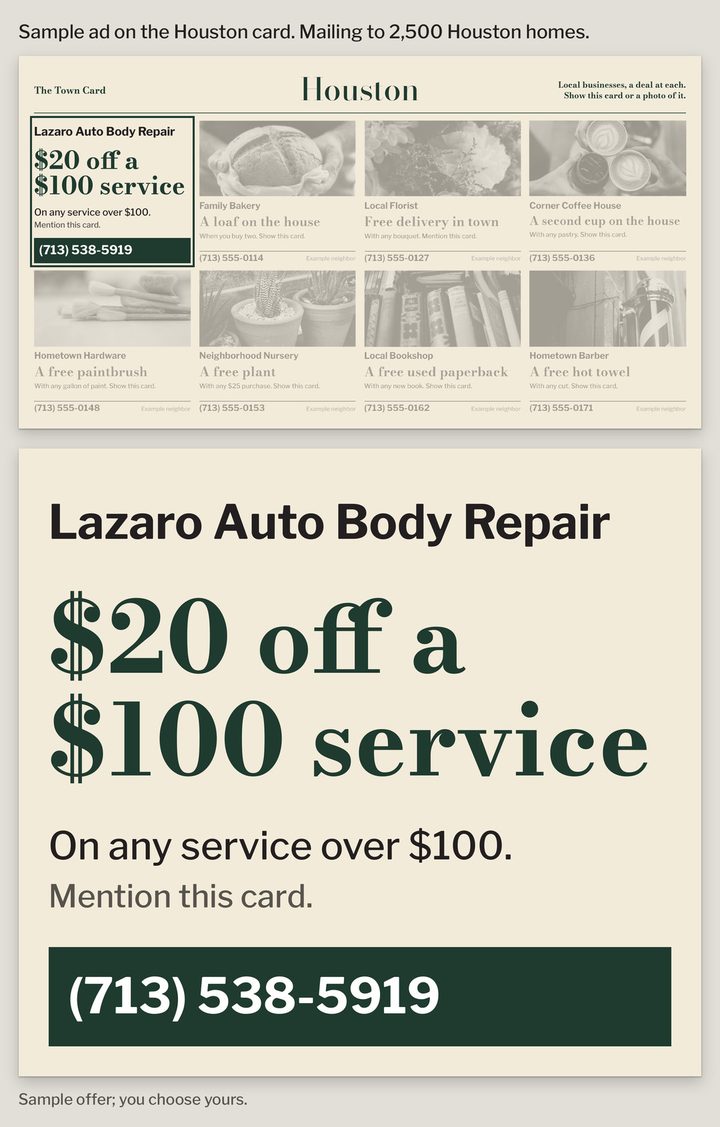 Sample ad on the Houston card. Mailing to 2,500 Houston homes.
The Town Card
Houston
Local businesses, a deal at each.
Show this card or a photo of it.
Lazaro Auto Body Repair
$20 off a
$100 service
On any service over $100.
Mention this card.
(713) 538-5919
Family Bakery
A loaf on the house
When you buy two. Show this card.
(713) 555-0114
Example neighbor
Local Florist
Free delivery in town
With any bouquet. Mention this card.
(713) 555-0127
Example neighbor
Corner Coffee House
A second cup on the house
With any pastry. Show this card.
(713) 555-0136
Example neighbor
Hometown Hardware
A free paintbrush
With any gallon of paint. Show this card.
(713) 555-0148
Example neighbor
Neighborhood Nursery
A free plant
With any $25 purchase. Show this card.
(713) 555-0153
Example neighbor
Local Bookshop
A free used paperback
With any new book. Show this card.
(713) 555-0162
Example neighbor
Hometown Barber
A free hot towel
With any cut. Show this card.
(713) 555-0171
Example neighbor
Lazaro Auto Body Repair
$20 off a
$100 service
On any service over $100.
Mention this card.
(713) 538-5919
Sample offer; you choose yours.